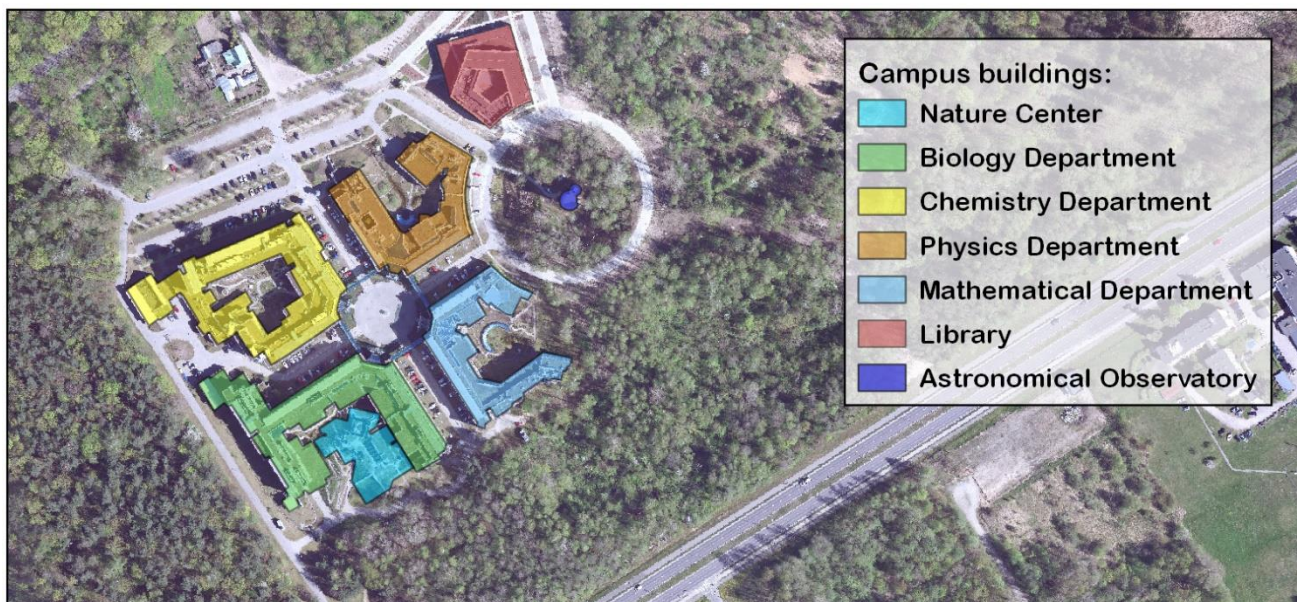 Campus buildings:
Nature Center
Biology Department
Chemistry Department
Physics Department
Mathematical Department
Library
Astronomical Observatory